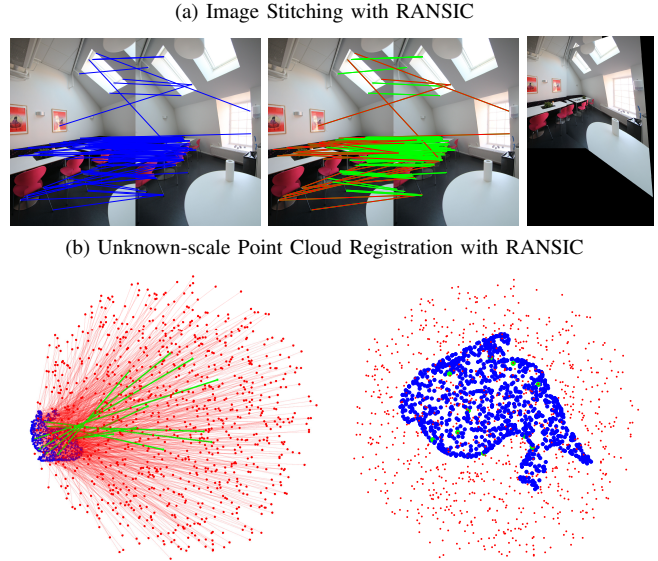 (a) Image Stitching with RANSIC
(b) Unknown-scale Point Cloud Registration with RANSIC